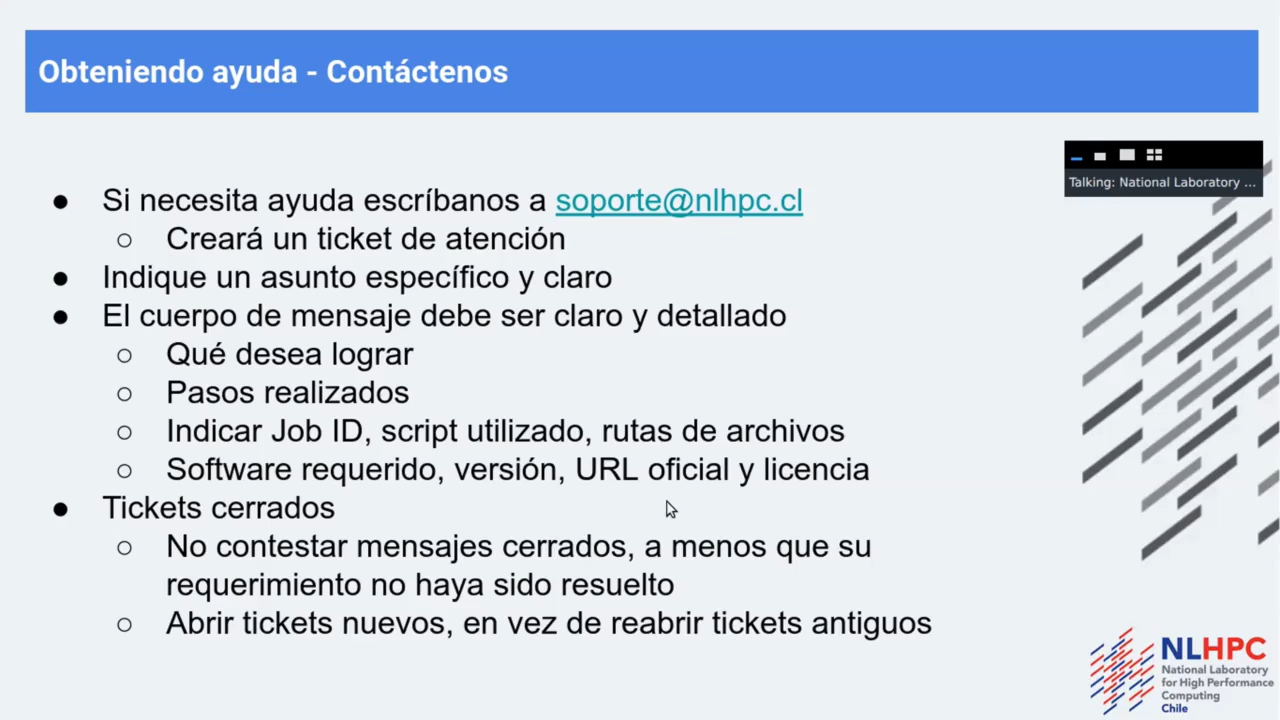 Obteniendo ayuda - Contáctenos
Talking: National Laboratory ...
● Si necesita ayuda escríbanos a soporte@nlhpc.cl
○ Creará un ticket de atención
● Indique un asunto específico y claro
● El cuerpo de mensaje debe ser claro y detallado
○ Qué desea lograr
○ Pasos realizados
○ Indicar Job ID, script utilizado, rutas de archivos
○ Software requerido, versión, URL oficial y licencia
● Tickets cerrados
○ No contestar mensajes cerrados, a menos que su
requerimiento no haya sido resuelto
○ Abrir tickets nuevos, en vez de reabrir tickets antiguos
NLHPC
National Laboratory
for High Performance
Computing
Chile